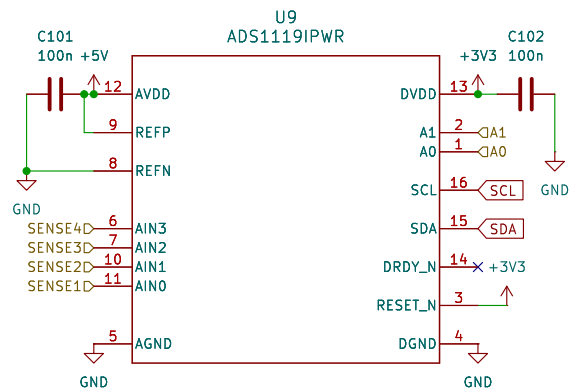 U9
ADS1119IPWR
C101
100n
+5V
C102
100n
+3V3
12 AVDD
DVDD 13
9 REFP
A1 2 A1
A0 1 A0
8 REFN
GND
SCL 16 SCL
GND
SENSE4 6 AIN3
SDA 15 SDA
SENSE3 7 AIN2
SENSE2 10 AIN1
DRDY_N 14 +3V3
SENSE1 11 AIN0
RESET_N 3
5 AGND
DGND 4
GND
GND